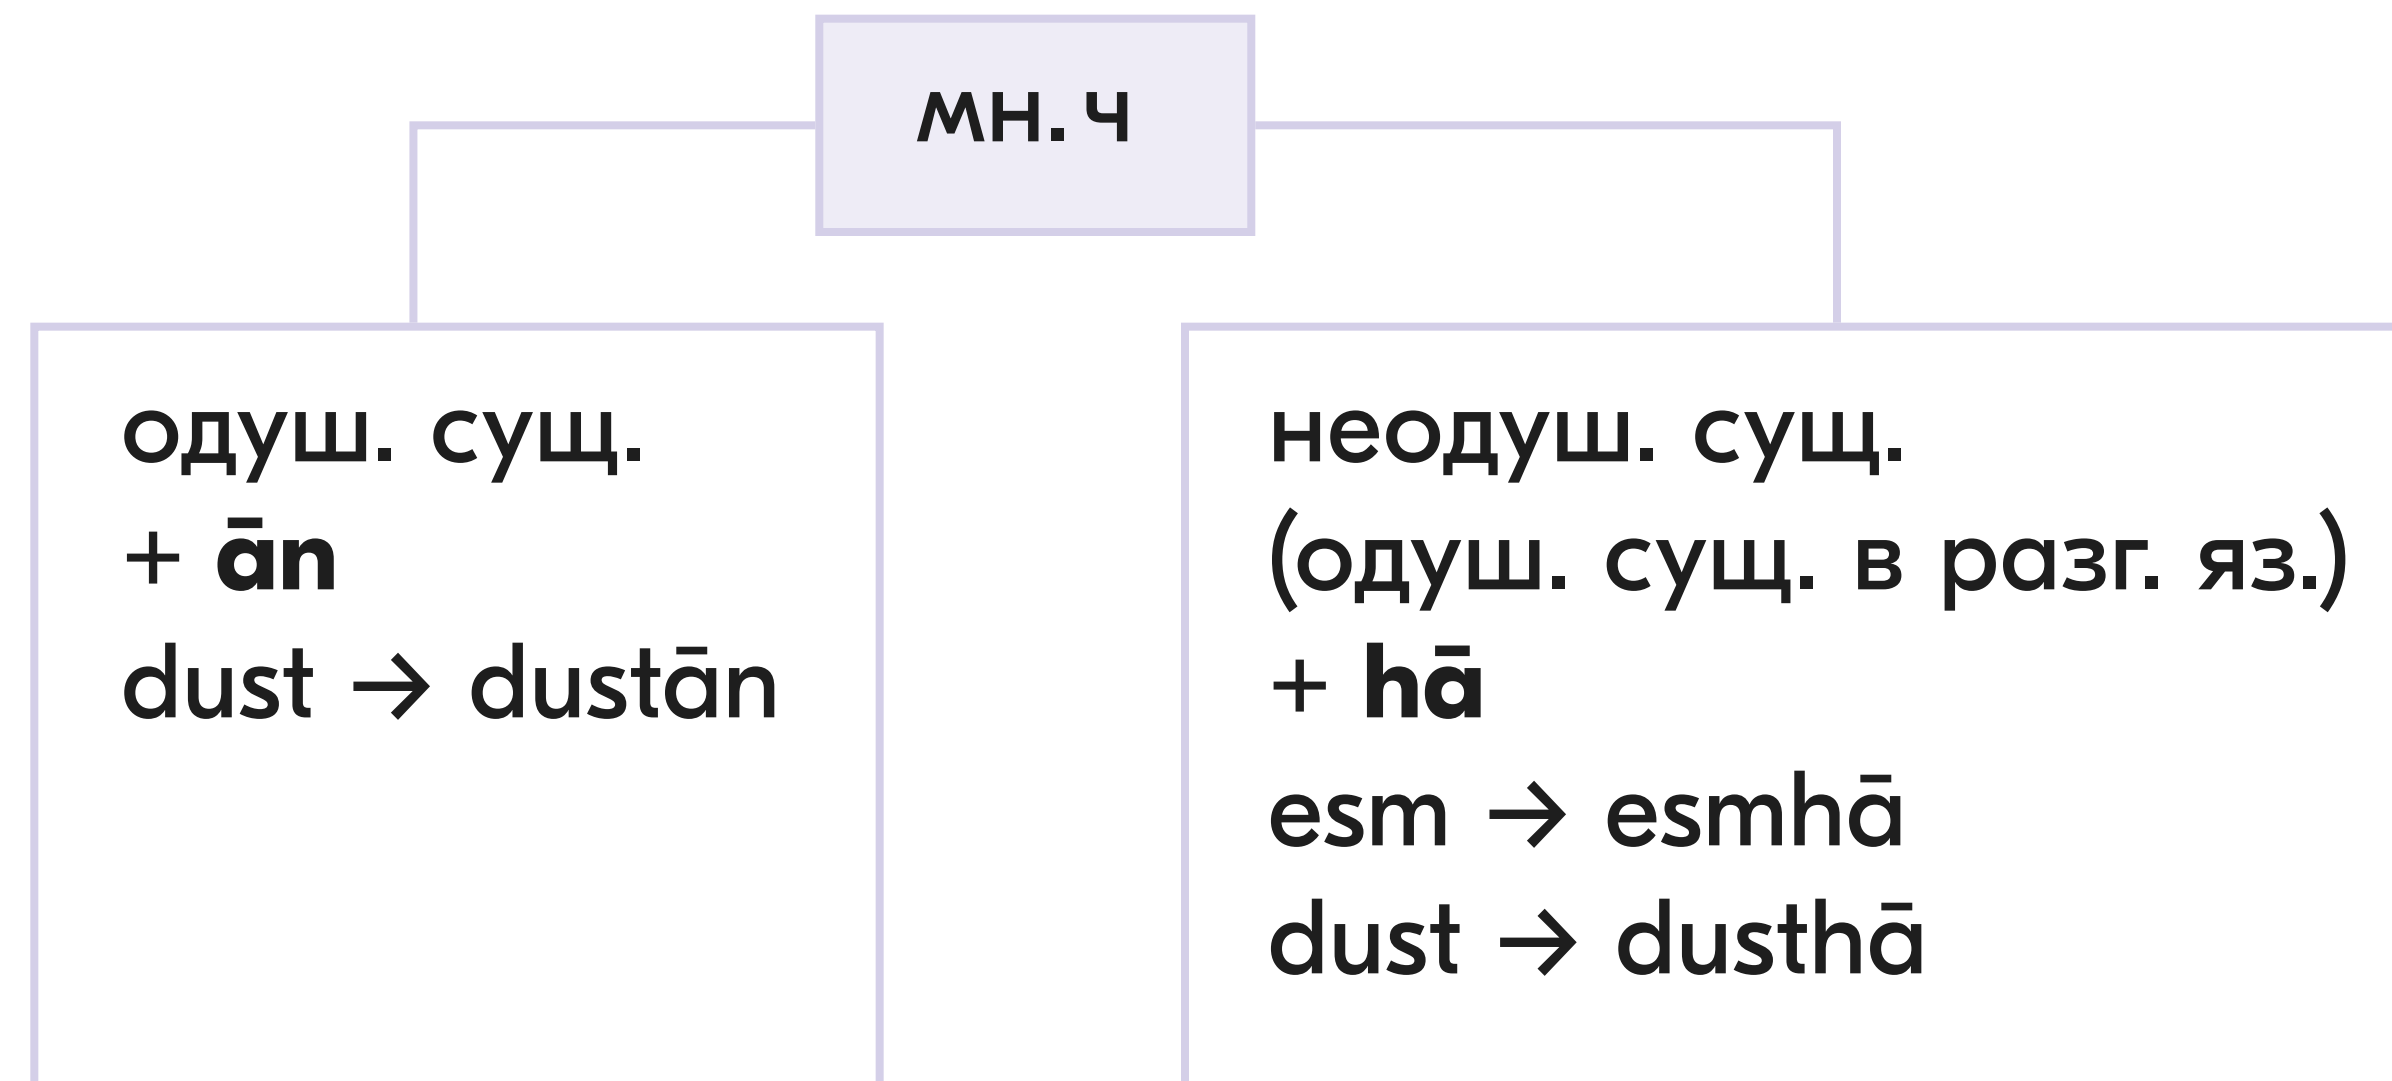 мн. ч
одуш. сущ.
+ ān
dust → dustān
неодуш. сущ.
(одуш. сущ. в разг. яз.)
+ hā
esm → esmhā
dust → dusthā